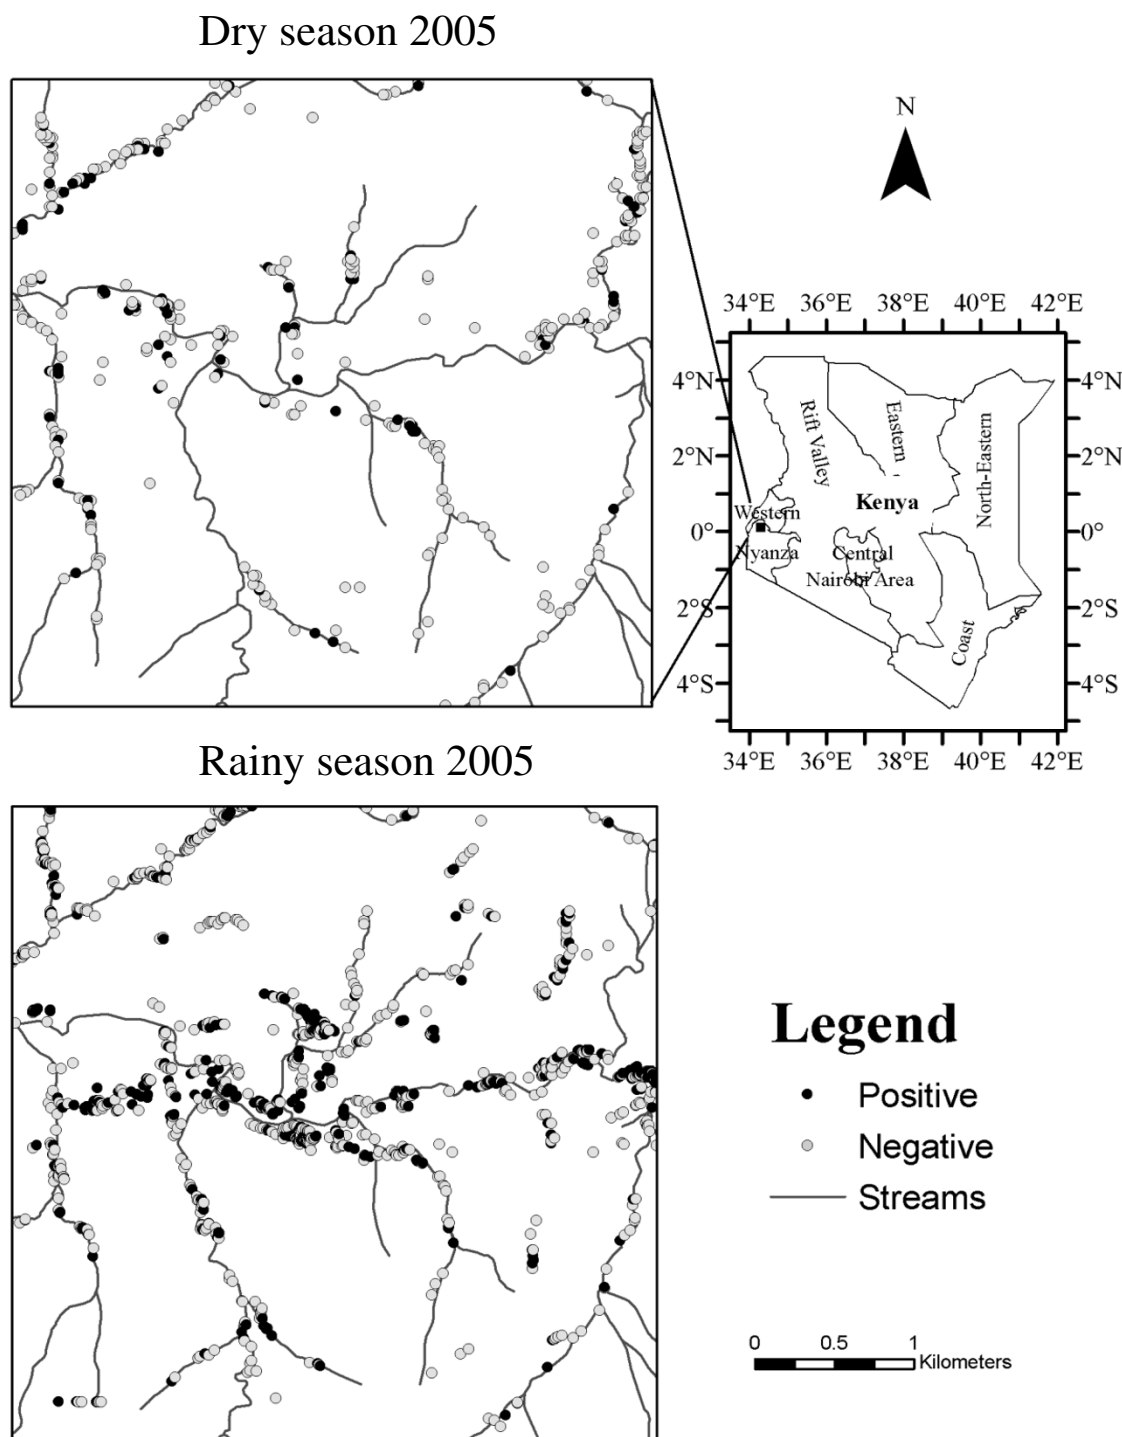 Dry season 2005
N
34°E 36°E 38°E 40°E 42°E
4°N
4°N
Rift Valley
Eastern
North-Eastern
2°N
2°N
Kenya
Western
0°
0°
Nyanza
Central
Nairobi Area
2°S
2°S
Coast
4°S
4°S
34°E 36°E 38°E 40°E 42°E
Rainy season 2005
Legend
Positive
Negative
Streams
0 0.5 1
Kilometers